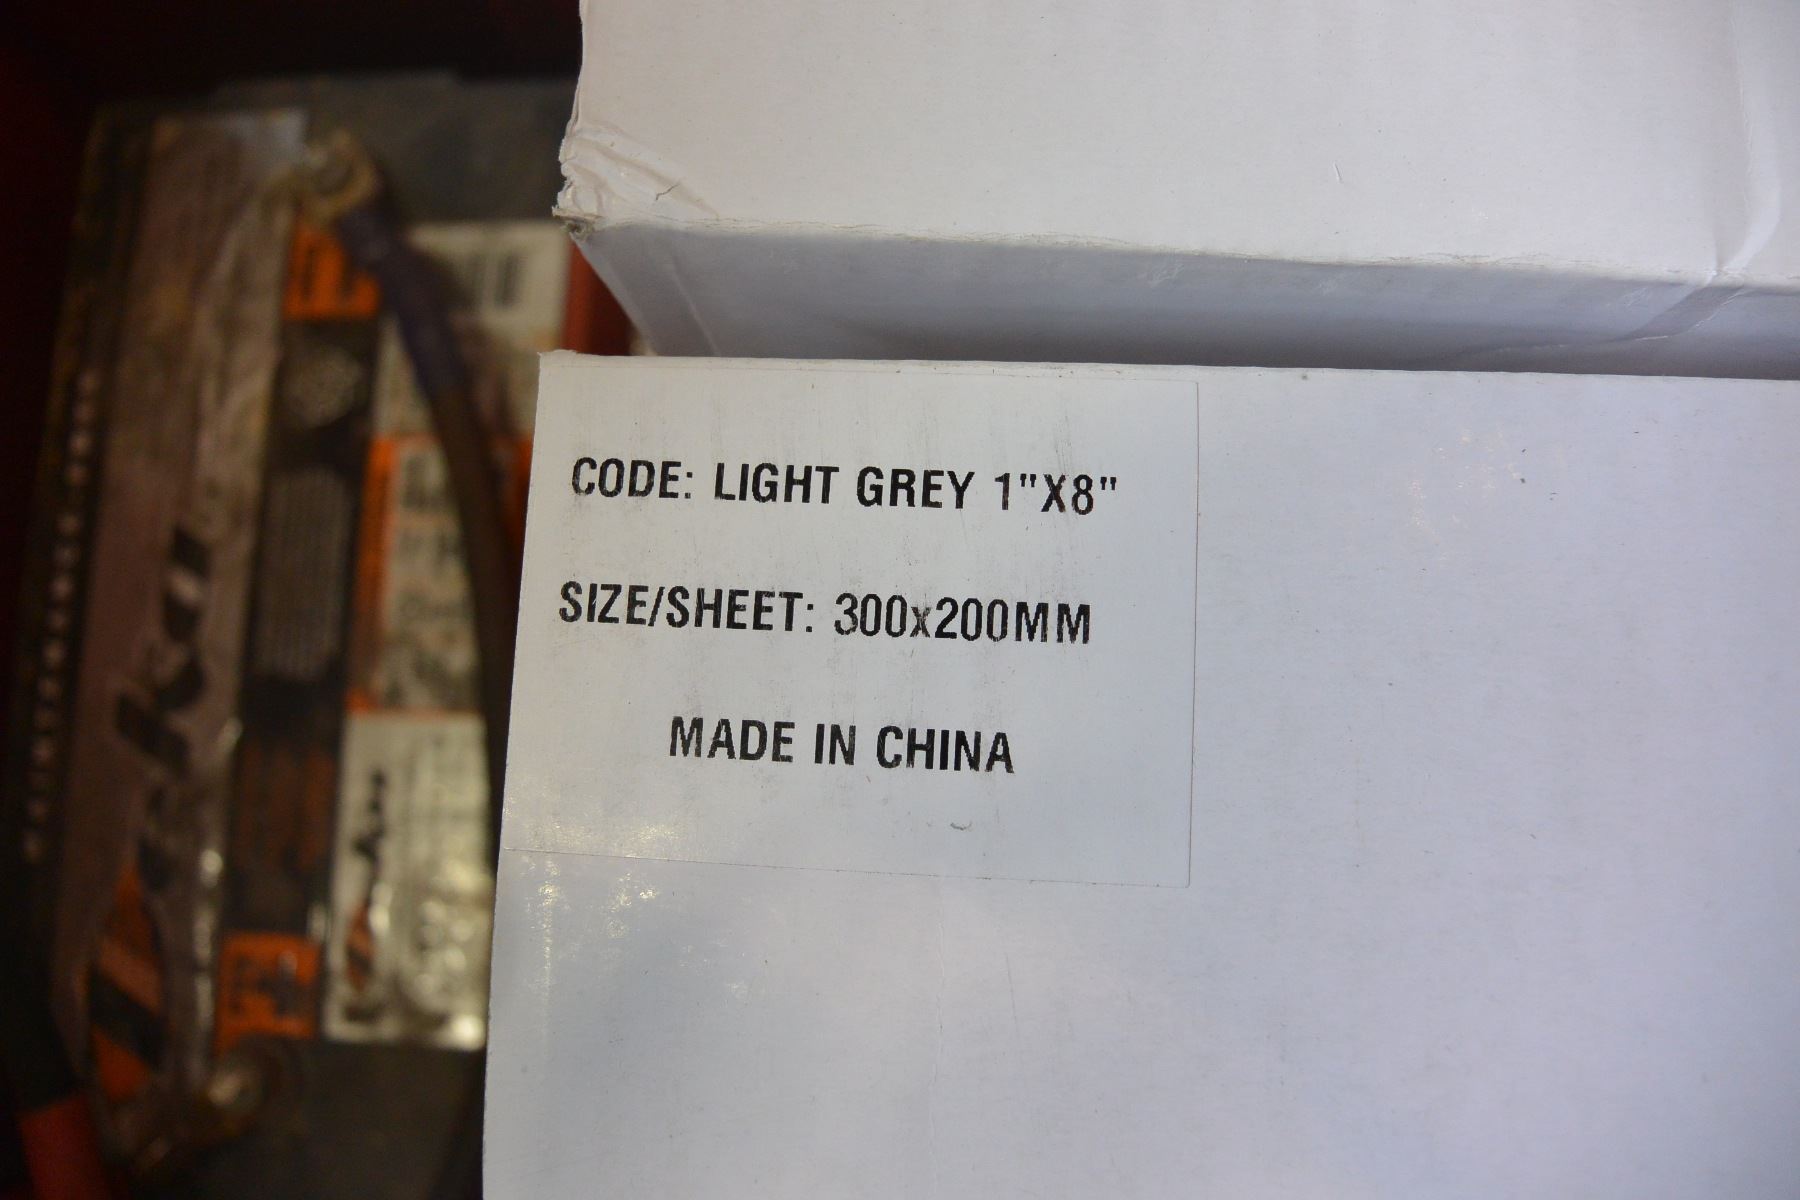 CODE: LIGHT GREY 1"X8"
SIZE/SHEET: 300x200MM
MADE IN CHINA